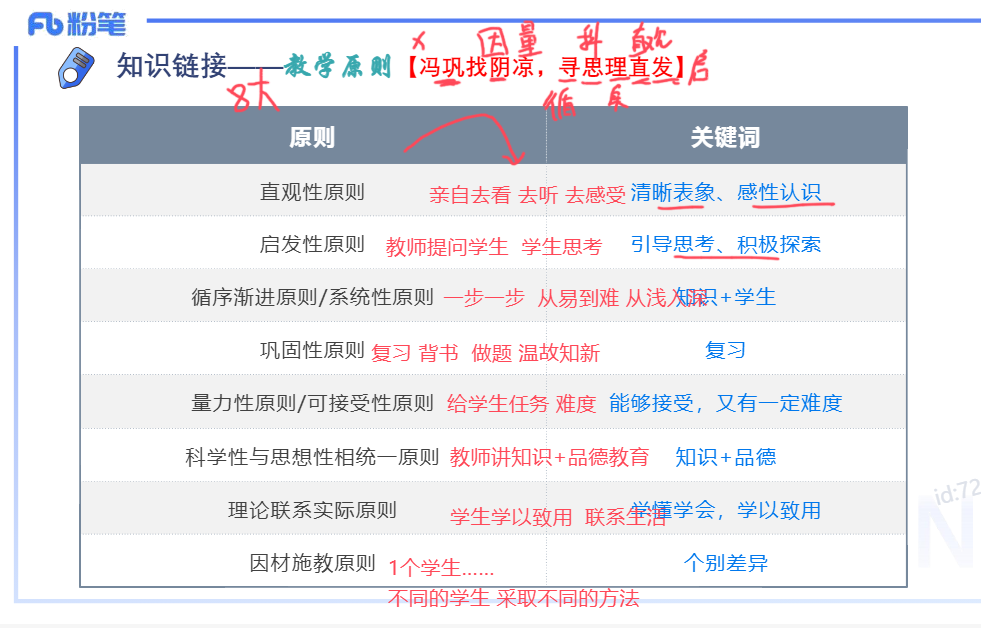 粉笔
× 因 量 科 启
知识链接——教学原则【冯巩找阴凉，寻思理直发】启
8大 循 系
原则 关键词
直观性原则 亲自去看 去听 去感受 清晰表象、感性认识
启发性原则 教师提问学生 学生思考 引导思考、积极探索
循序渐进原则/系统性原则 一步一步 从易到难 从浅入深 知识+学生
巩固性原则 复习 背书 做题 温故知新 复习
量力性原则/可接受性原则 给学生任务 难度 能够接受，又有一定难度
科学性与思想性相统一原则 教师讲知识+品德教育 知识+品德
id:72
理论联系实际原则 学生学以致用 联系生活 学懂学会，学以致用
N
因材施教原则 1个学生…… 个别差异
不同的学生 采取不同的方法